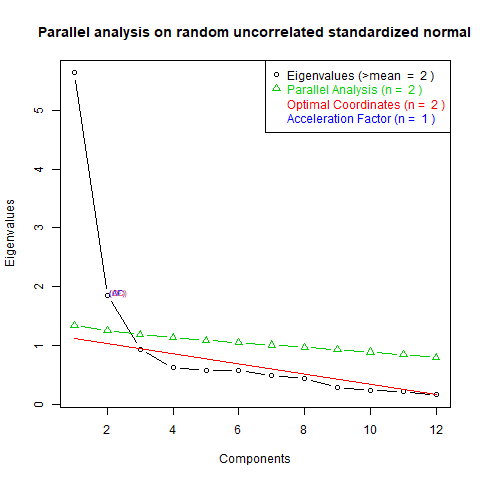 Parallel analysis on random uncorrelated standardized normal
Eigenvalues (>mean = 2 )
Parallel Analysis (n = 2 )
Optimal Coordinates (n = 2 )
Acceleration Factor (n = 1 )
Eigenvalues
5
4
3
2
1
0
2
4
6
8
10
12
Components